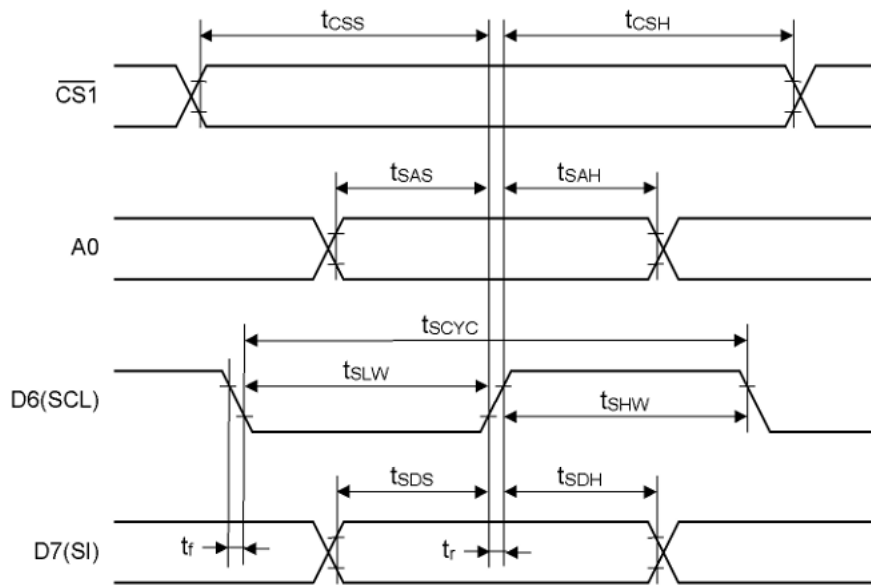 tCSS tCSH
CS1
tSAS tSAH
A0
tSCYC
tSLW
D6(SCL)
tSHW
tSDS tSDH
tf tr
D7(SI)